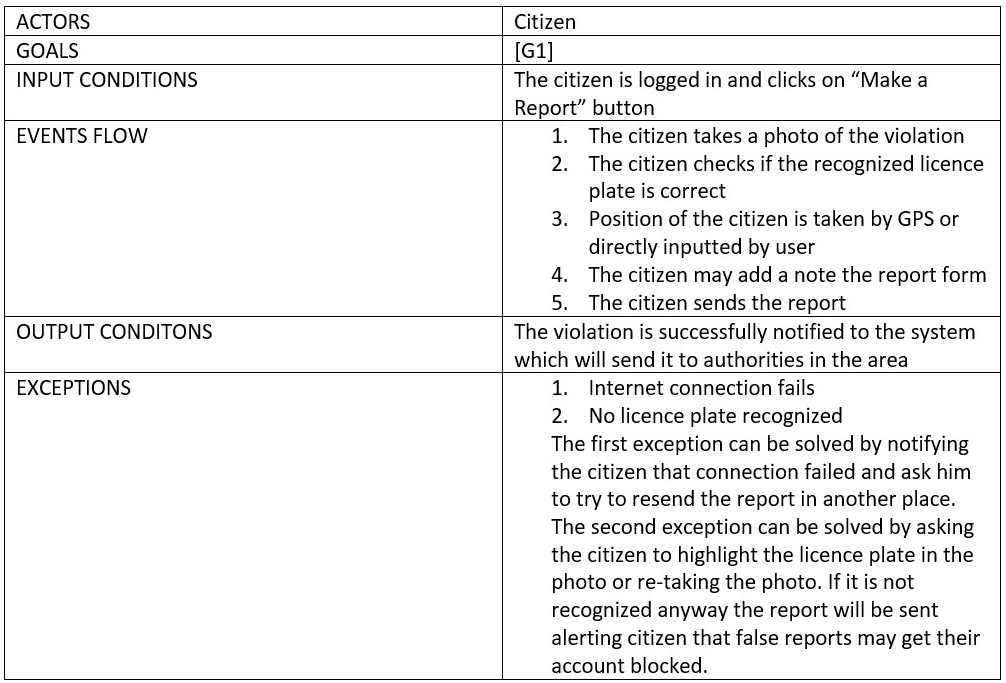 ACTORS
Citizen
GOALS
[G1]
INPUT CONDITIONS
The citizen is logged in and clicks on “Make a
Report” button
EVENTS FLOW
1. The citizen takes a photo of the violation
2. The citizen checks if the recognized licence
plate is correct
3. Position of the citizen is taken by GPS or
directly inputted by user
4. The citizen may add a note the report form
5. The citizen sends the report
OUTPUT CONDITONS
The violation is successfully notified to the system
which will send it to authorities in the area
EXCEPTIONS
1. Internet connection fails
2. No licence plate recognized
The first exception can be solved by notifying
the citizen that connection failed and ask him
to try to resend the report in another place.
The second exception can be solved by asking
the citizen to highlight the licence plate in the
photo or re-taking the photo. If it is not
recognized anyway the report will be sent
alerting citizen that false reports may get their
account blocked.